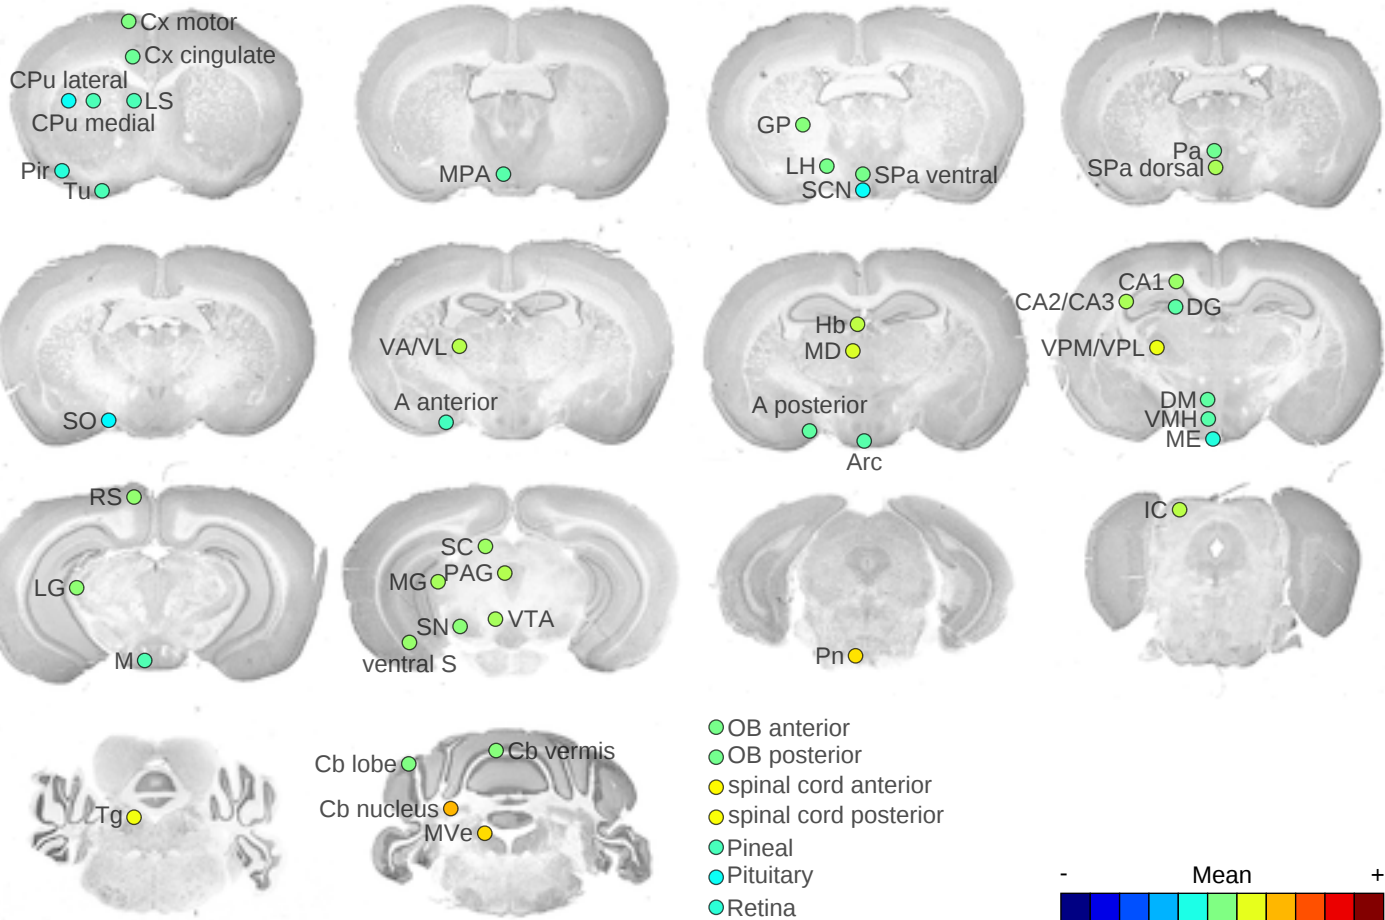 Cx motor
Cx cingulate
CPu lateral
LS
CPu medial
Pir
Tu
MPA
GP
LH
SPa ventral
SCN
Pa
SPa dorsal
SO
VA/VL
A anterior
Hb
MD
A posterior
Arc
CA1
CA2/CA3
DG
VPM/VPL
DM
VMH
ME
RS
LG
M
SC
MG
PAG
SN
VTA
ventral S
Pn
IC
Tg
Cb lobe
Cb vermis
Cb nucleus
MVe
OB anterior
OB posterior
spinal cord anterior
spinal cord posterior
Pineal
Pituitary
Retina
- Mean +